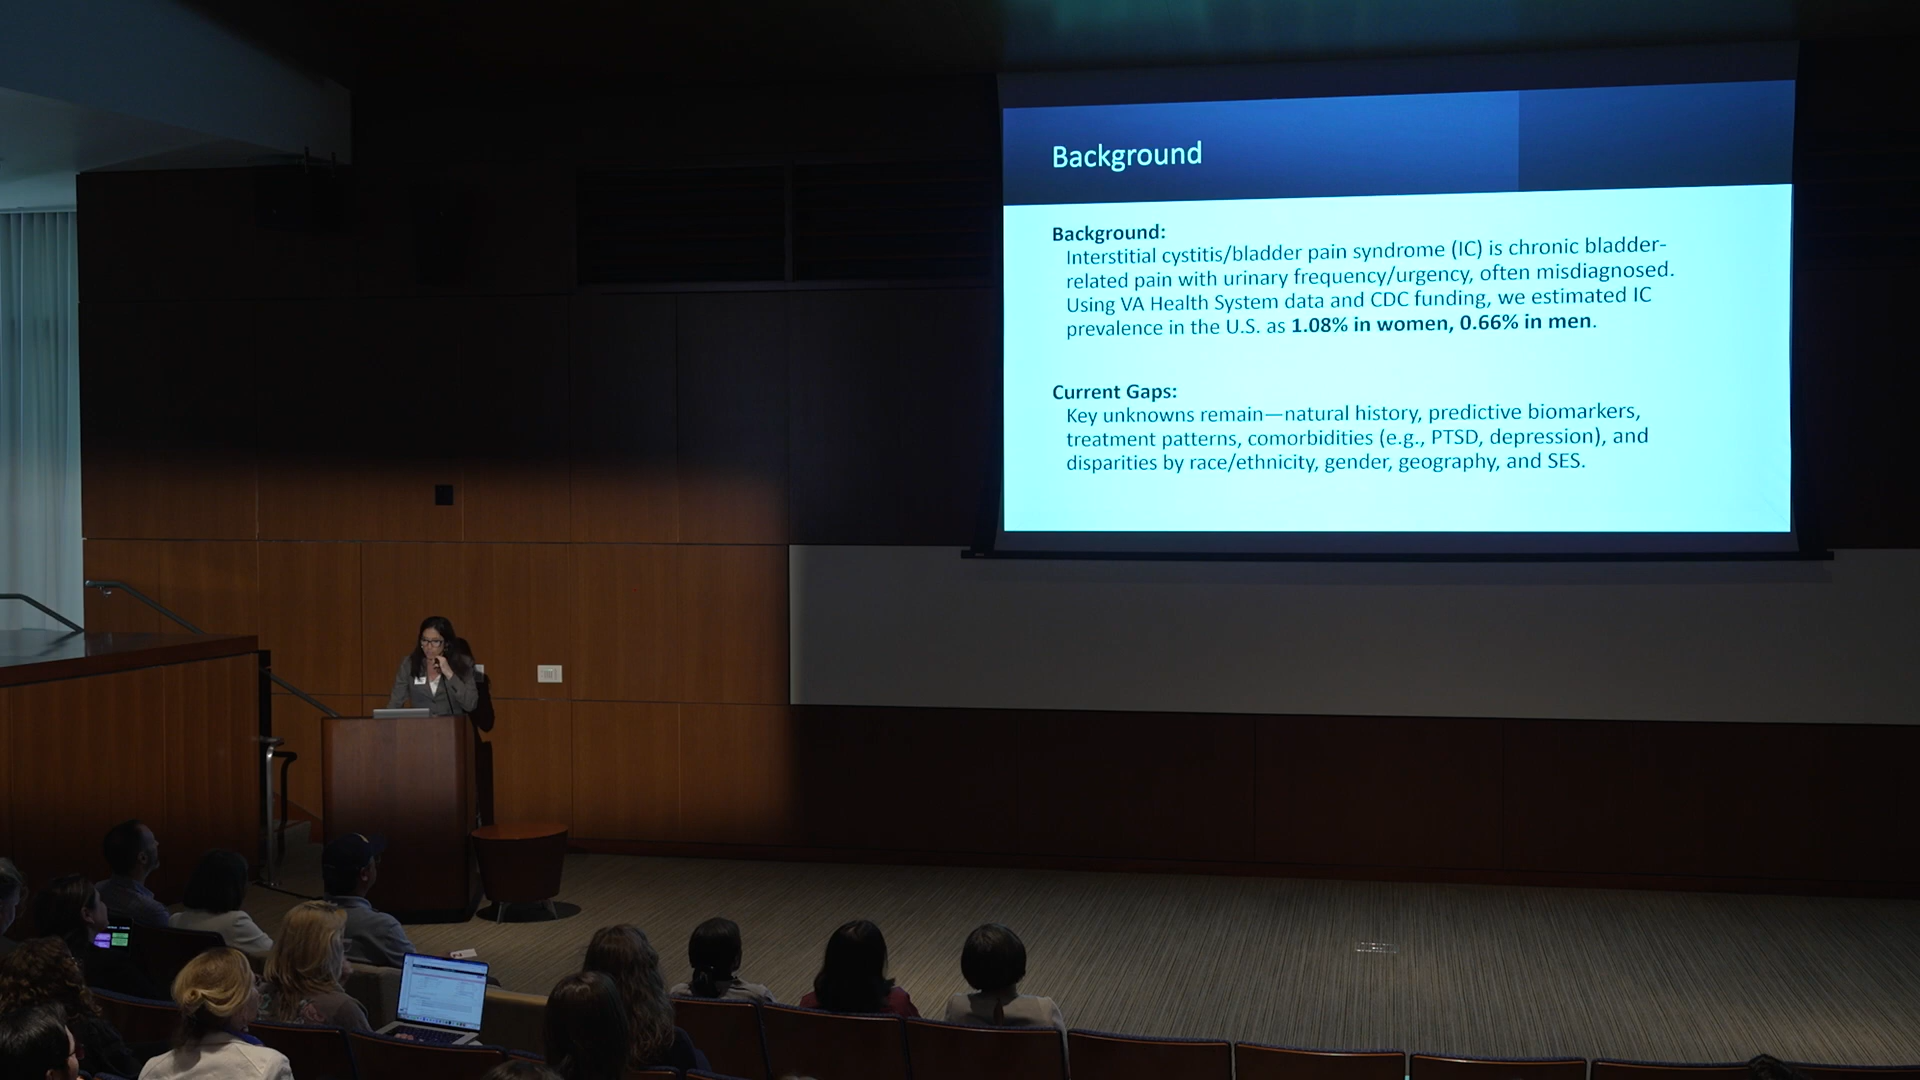 Background
Background:
Interstitial cystitis/bladder pain syndrome (IC) is chronic bladder-
related pain with urinary frequency/urgency, often misdiagnosed.
Using VA Health System data and CDC funding, we estimated IC
prevalence in the U.S. as 1.08% in women, 0.66% in men.
Current Gaps:
Key unknowns remain—natural history, predictive biomarkers,
treatment patterns, comorbidities (e.g., PTSD, depression), and
disparities by race/ethnicity, gender, geography, and SES.